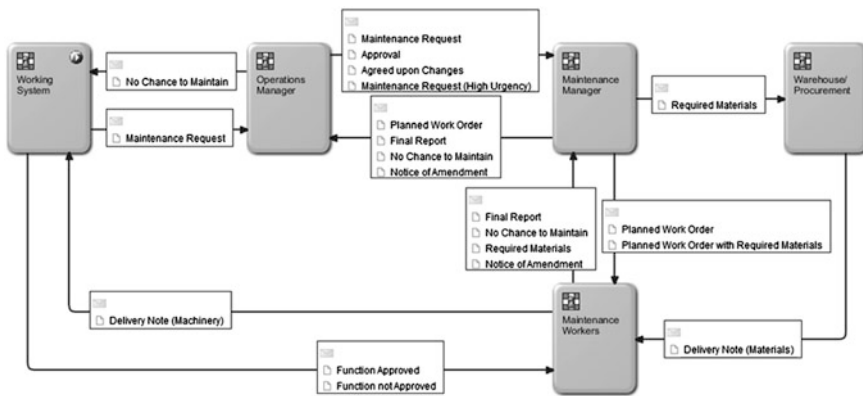 Working
System
No Chance to Maintain
Maintenance Request
Operations
Manager
Maintenance Request
Approval
Agreed upon Changes
Maintenance Request (High Urgency)
Planned Work Order
Final Report
No Chance to Maintain
Notice of Amendment
Maintenance
Manager
Required Materials
Warehouse/
Procurement
Final Report
No Chance to Maintain
Required Materials
Notice of Amendment
Planned Work Order
Planned Work Order with Required Materials
Delivery Note (Machinery)
Maintenance
Workers
Delivery Note (Materials)
Function Approved
Function not Approved